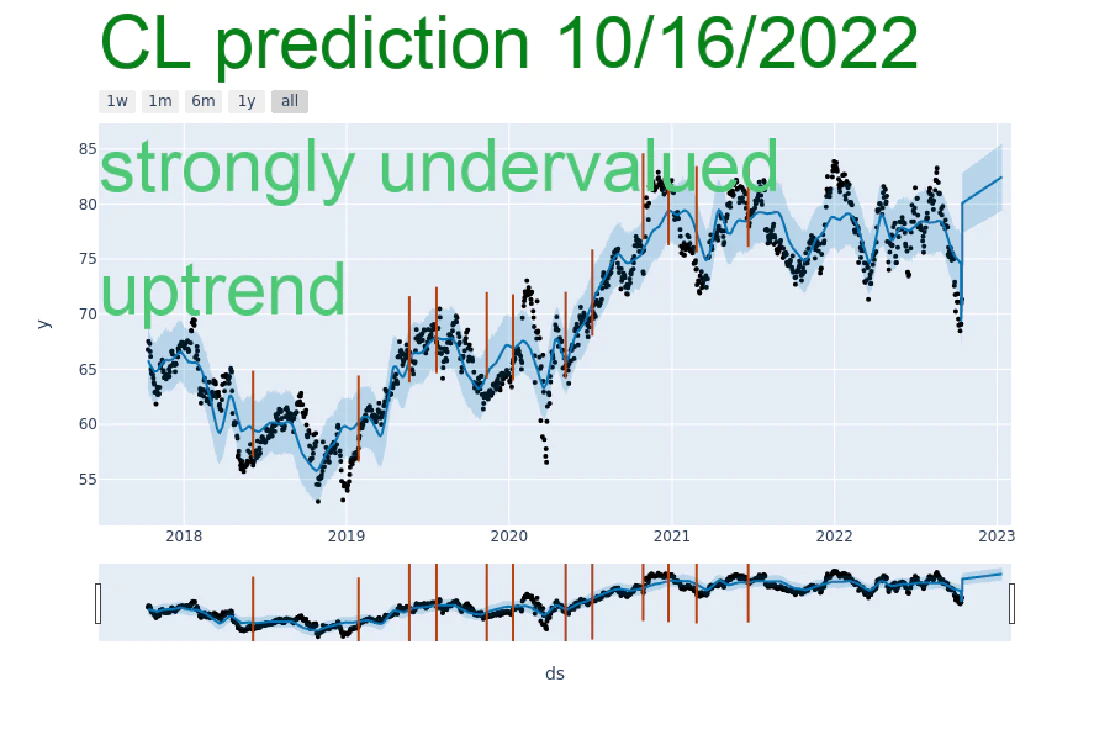 CL prediction 10/16/2022
1w 1m 6m 1y all
strongly undervalued
uptrend
85
80
75
70
65
60
55
y
2018 2019 2020 2021 2022 2023
ds